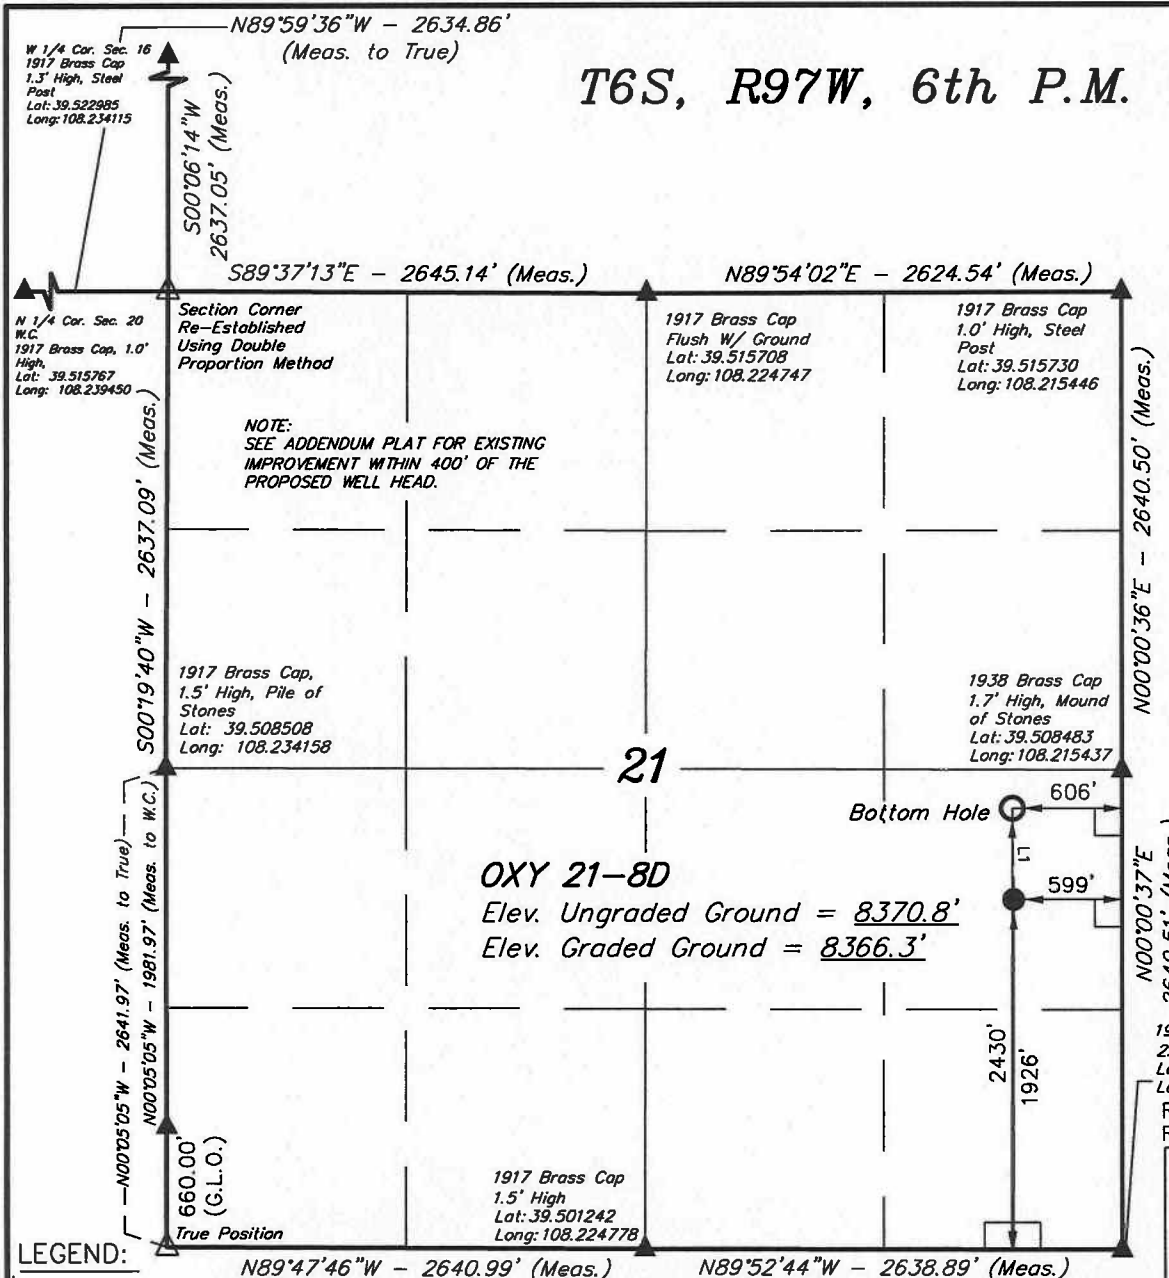 N89°59'36"W - 2634.86'
(Meas. to True)
T6S, R97W, 6th P.M.
W 1/4 Cor. Sec. 16
1917 Brass Cap
1.3' High, Steel
Post
Lat: 39.522985
Long: 108.234115
S00°06'14"W
2637.05' (Meas.)
S89°37'13"E - 2645.14' (Meas.)
N89°54'02"E - 2624.54' (Meas.)
N 1/4 Cor. Sec. 20
W.C.
1917 Brass Cap, 1.0'
High,
Lat: 39.515767
Long: 108.239450
Section Corner
Re-Established
Using Double
Proportion Method
1917 Brass Cap
Flush W/ Ground
Lat: 39.515708
Long: 108.224747
1917 Brass Cap
1.0' High, Steel
Post
Lat: 39.515730
Long: 108.215446
NOTE:
SEE ADDENDUM PLAT FOR EXISTING
IMPROVEMENT WITHIN 400' OF THE
PROPOSED WELL HEAD.
S00°19'40"W - 2637.09' (Meas.)
N00°00'36"E - 2640.50' (Meas.)
1917 Brass Cap,
1.5' High, Pile of
Stones
Lat: 39.508508
Long: 108.234158
1938 Brass Cap
1.7' High, Mound
of Stones
Lat: 39.508483
Long: 108.215437
21
Bottom Hole
606'
L1
599'
OXY 21-8D
Elev. Ungraded Ground = 8370.8'
Elev. Graded Ground = 8366.3'
N00°05'05"W - 2641.97' (Meas. to True)
N00°05'05"W - 1981.97' (Meas. to W.C.)
N00°00'37"E
2430'
1926'
660.00'
(G.L.O.)
1917 Brass Cap
1.5' High
Lat: 39.501242
Long: 108.224778
True Position
LEGEND:
N89°47'46"W - 2640.99' (Meas.)
N89°52'44"W - 2638.89' (Meas.)